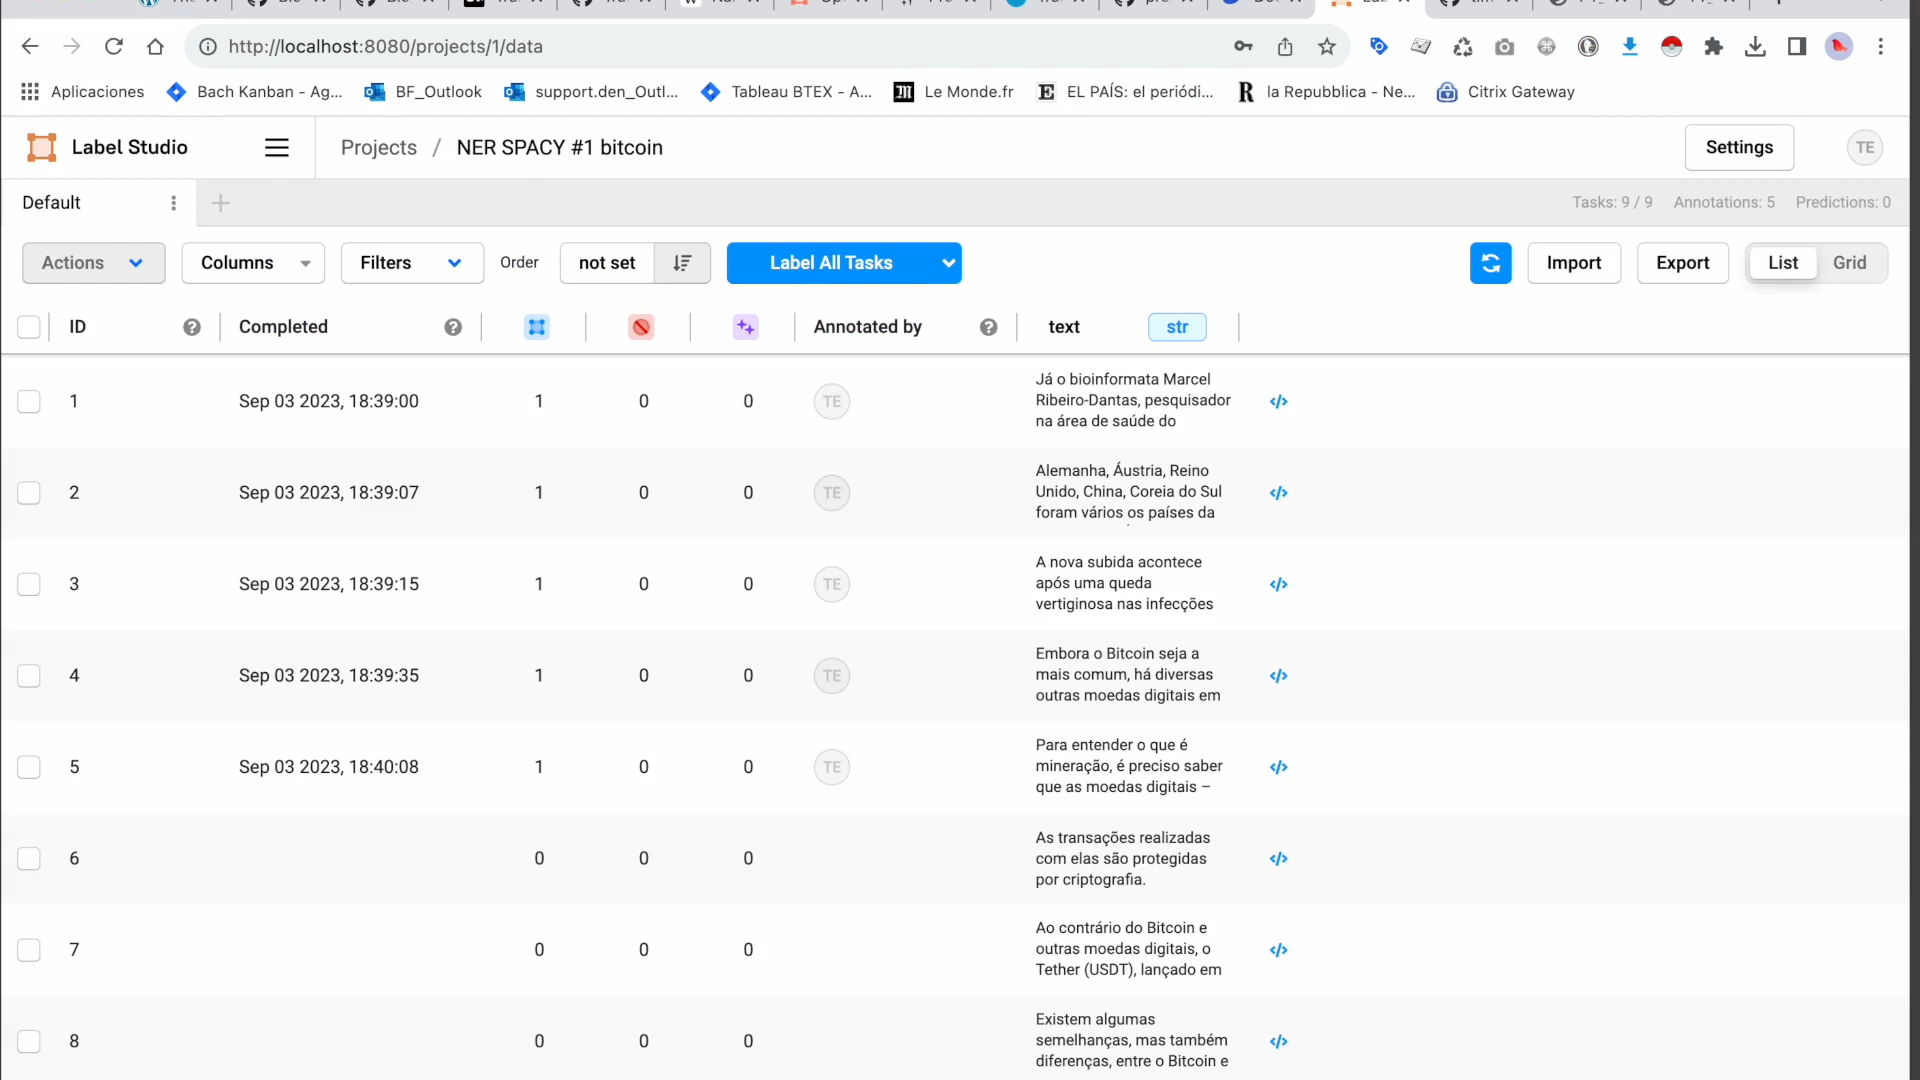 http://localhost:8080/projects/1/data
Aplicaciones
Bach Kanban - Ag...
BF_Outlook
support.den_Outl...
Tableau BTEX - A...
Le Monde.fr
EL PAÍS: el periódi...
la Repubblica - Ne...
Citrix Gateway
Label Studio
Projects / NER SPACY #1 bitcoin
Settings
TE
Default
Tasks: 9 / 9 Annotations: 5 Predictions: 0
Actions
Columns
Filters
Order
not set
Label All Tasks
Import
Export
List
Grid
ID
Completed
Annotated by
text
str
1 Sep 03 2023, 18:39:00 1 0 0 TE
Já o bioinformata Marcel
Ribeiro-Dantas, pesquisador
na área de saúde do
2 Sep 03 2023, 18:39:07 1 0 0 TE
Alemanha, Áustria, Reino
Unido, China, Coreia do Sul
foram vários os países da
3 Sep 03 2023, 18:39:15 1 0 0 TE
A nova subida acontece
após uma queda
vertiginosa nas infecções
4 Sep 03 2023, 18:39:35 1 0 0 TE
Embora o Bitcoin seja a
mais comum, há diversas
outras moedas digitais em
5 Sep 03 2023, 18:40:08 1 0 0 TE
Para entender o que é
mineração, é preciso saber
que as moedas digitais –
6 0 0 0
As transações realizadas
com elas são protegidas
por criptografia.
7 0 0 0
Ao contrário do Bitcoin e
outras moedas digitais, o
Tether (USDT), lançado em
8 0 0 0
Existem algumas
semelhanças, mas também
diferenças, entre o Bitcoin e